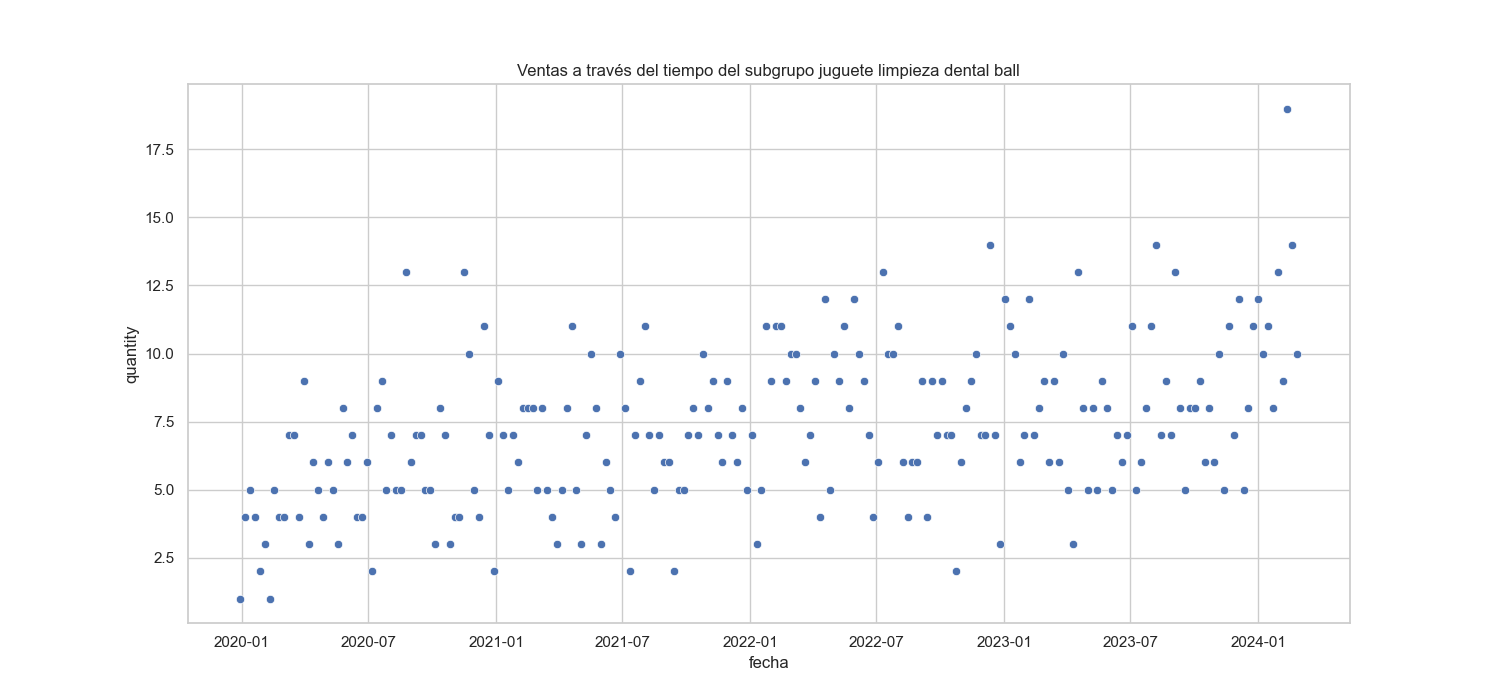 Ventas a través del tiempo del subgrupo juguete limpieza dental ball
quantity
17.5
15.0
12.5
10.0
7.5
5.0
2.5
2020-01 2020-07 2021-01 2021-07 2022-01 2022-07 2023-01 2023-07 2024-01
fecha